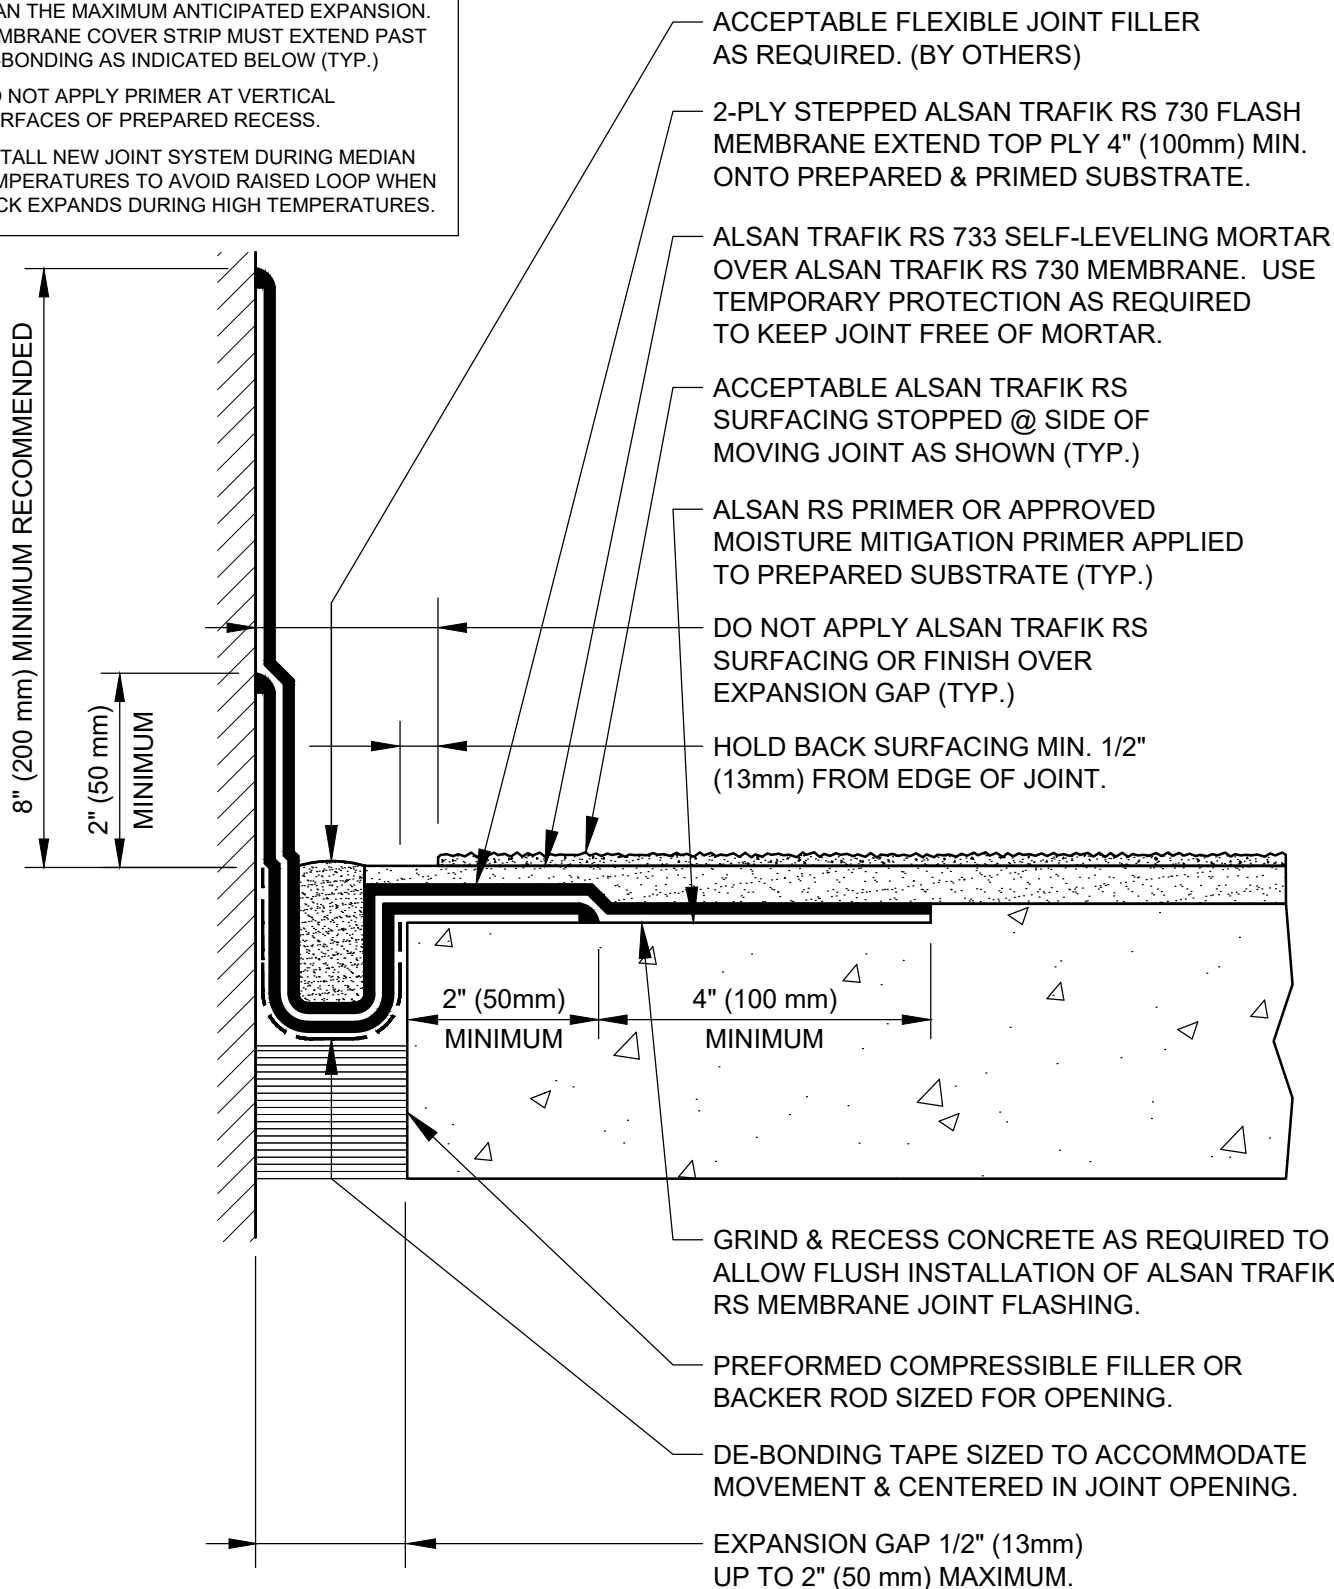 THE MAXIMUM ANTICIPATED EXPANSION.
COVER STRIP MUST EXTEND PAST
AS INDICATED BELOW (TYP.)
NOT APPLY PRIMER AT VERTICAL
OF PREPARED RECESS.
NEW JOINT SYSTEM DURING MEDIAN
TO AVOID RAISED LOOP WHEN
EXPANDS DURING HIGH TEMPERATURES.
ACCEPTABLE FLEXIBLE JOINT FILLER
AS REQUIRED. (BY OTHERS)
2-PLY STEPPED ALSAN TRAFIK RS 730 FLASH
MEMBRANE EXTEND TOP PLY 4" (100mm) MIN.
ONTO PREPARED & PRIMED SUBSTRATE.
ALSAN TRAFIK RS 733 SELF-LEVELING MORTAR
OVER ALSAN TRAFIK RS 730 MEMBRANE. USE
TEMPORARY PROTECTION AS REQUIRED
TO KEEP JOINT FREE OF MORTAR.
ACCEPTABLE ALSAN TRAFIK RS
SURFACING STOPPED @ SIDE OF
MOVING JOINT AS SHOWN (TYP.)
ALSAN RS PRIMER OR APPROVED
MOISTURE MITIGATION PRIMER APPLIED
TO PREPARED SUBSTRATE (TYP.)
DO NOT APPLY ALSAN TRAFIK RS
SURFACING OR FINISH OVER
EXPANSION GAP (TYP.)
HOLD BACK SURFACING MIN. 1/2"
(13mm) FROM EDGE OF JOINT.
8" (200 mm) MINIMUM RECOMMENDED
2" (50 mm)
MINIMUM
2" (50mm)
MINIMUM
4" (100 mm)
MINIMUM
GRIND & RECESS CONCRETE AS REQUIRED TO
ALLOW FLUSH INSTALLATION OF ALSAN TRAFIK
RS MEMBRANE JOINT FLASHING.
PREFORMED COMPRESSIBLE FILLER OR
BACKER ROD SIZED FOR OPENING.
DE-BONDING TAPE SIZED TO ACCOMMODATE
MOVEMENT & CENTERED IN JOINT OPENING.
EXPANSION GAP 1/2" (13mm)
UP TO 2" (50 mm) MAXIMUM.